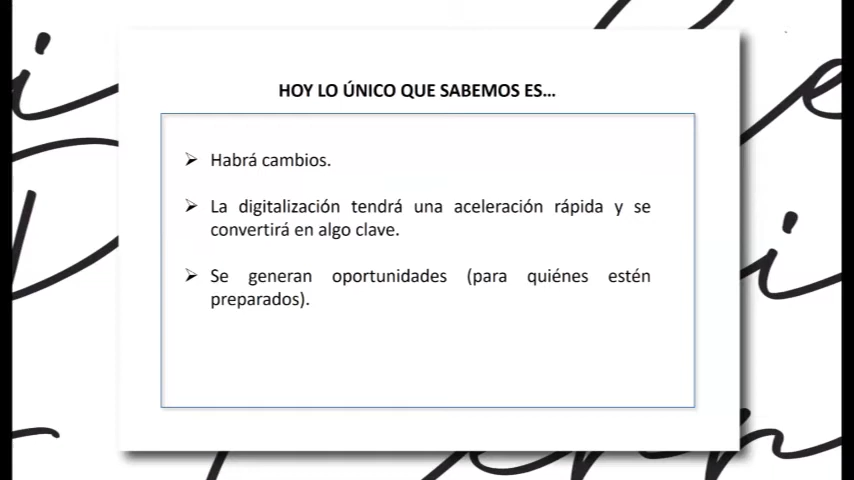 HOY LO ÚNICO QUE SABEMOS ES...
➢ Habrá cambios.
➢ La digitalización tendrá una aceleración rápida y se
convertirá en algo clave.
➢ Se generan oportunidades (para quiénes estén
preparados).